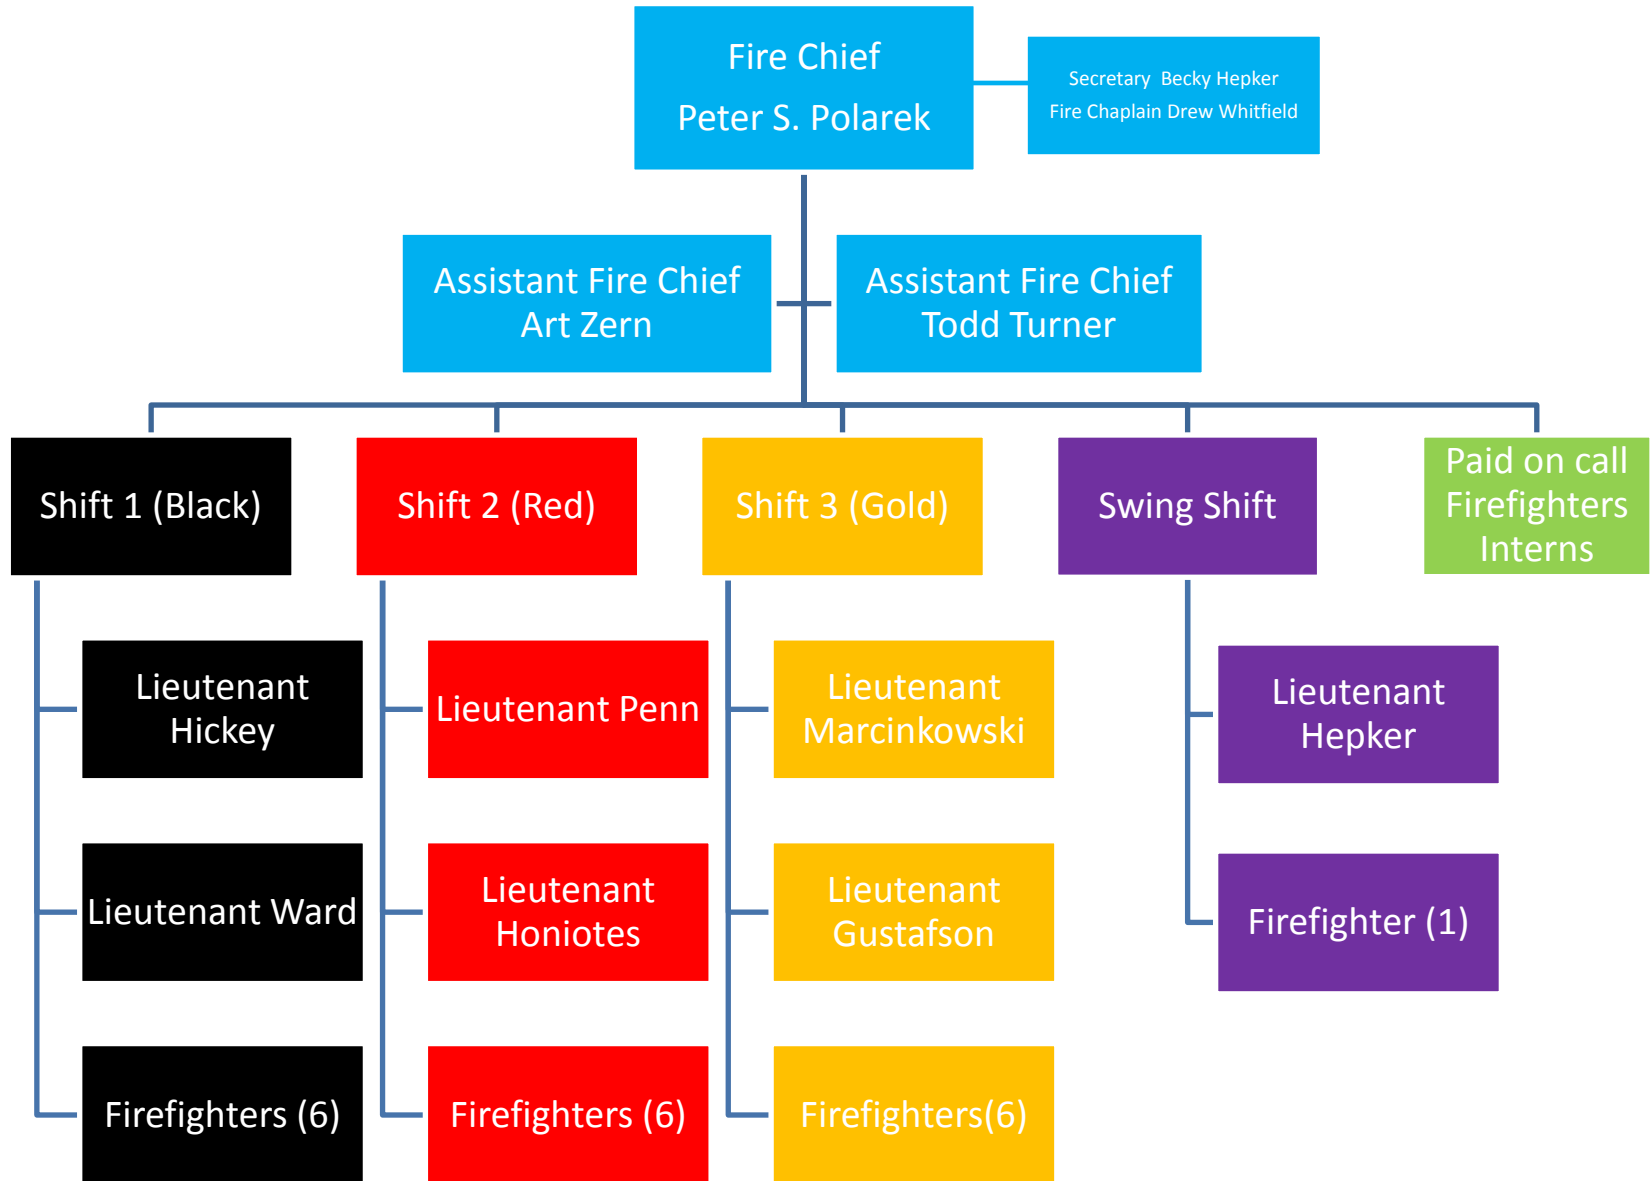 Fire Chief
Peter S. Polarek
Secretary  Becky Hepker
Fire Chaplain Drew Whitfield
Assistant Fire Chief
Art Zern
Assistant Fire Chief
Todd Turner
Shift 1 (Black)
Shift 2 (Red)
Shift 3 (Gold)
Swing Shift
Paid on call
Firefighters
Interns
Lieutenant
Hickey
Lieutenant Penn
Lieutenant
Marcinkowski
Lieutenant
Hepker
Lieutenant Ward
Lieutenant
Honiotes
Lieutenant
Gustafson
Firefighter (1)
Firefighters (6)
Firefighters (6)
Firefighters(6)